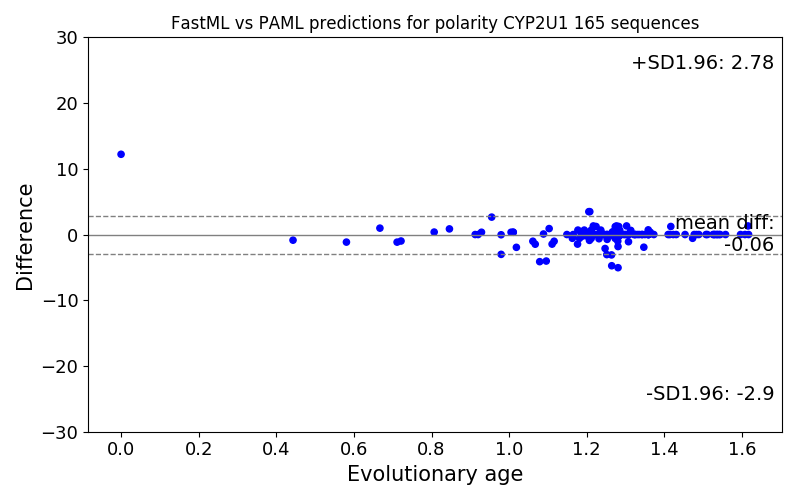 FastML vs PAML predictions for polarity CYP2U1 165 sequences
30
+SD1.96: 2.78
20
10
mean diff:
0
-0.06
−10
−20
-SD1.96: -2.9
−30
Difference
0.0 0.2 0.4 0.6 0.8 1.0 1.2 1.4 1.6
Evolutionary age